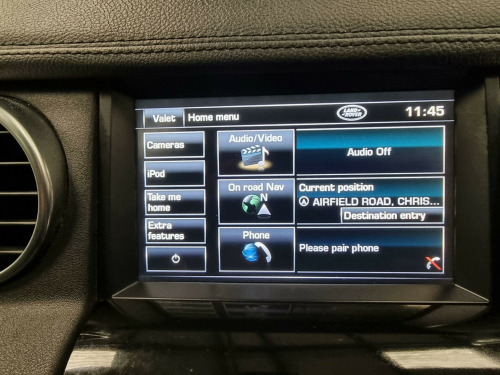 Valet
Home menu
LAND-
ROVER
11:45
Cameras
iPod
Take me
home
Extra
features
Audio/Video
On road Nav
N
Phone
Audio Off
Current position
AIRFIELD ROAD, CHRIS...
Destination entry
Please pair phone